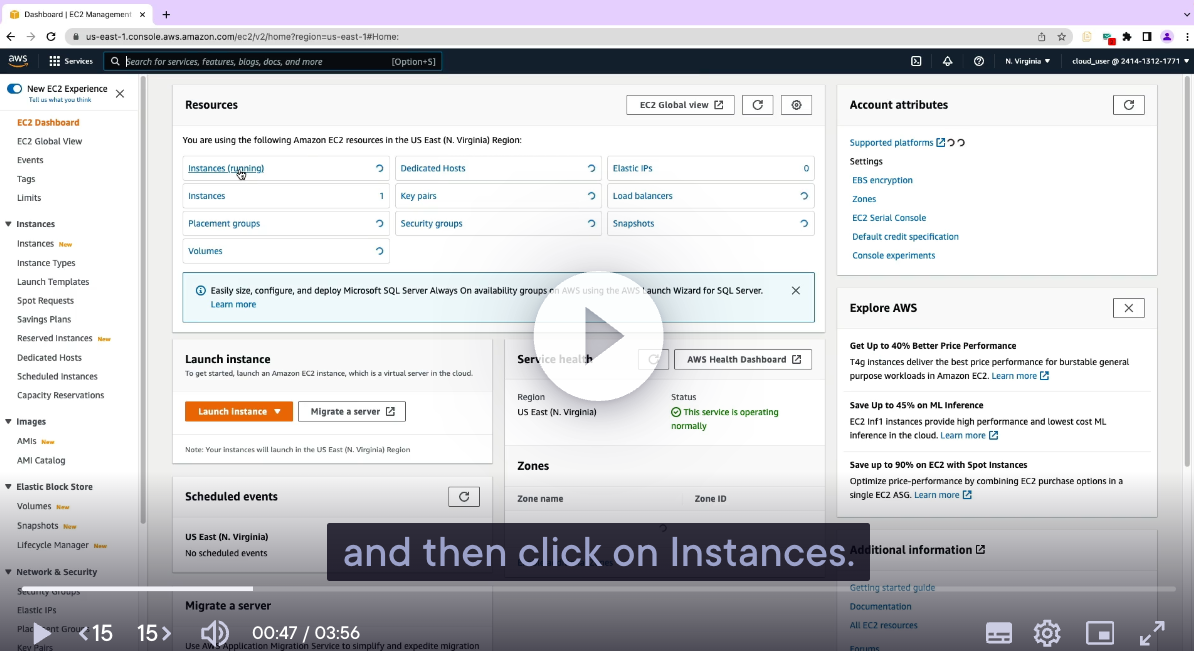 Dashboard | EC2 Management
us-east-1.console.aws.amazon.com/ec2/v2/home?region=us-east-1#Home:
aws
Services
Search for services, features, blogs, docs, and more
[Option+S]
N. Virginia
cloud_user @ 2414-1312-1771
New EC2 Experience
Tell us what you think
EC2 Dashboard
EC2 Global View
Events
Tags
Limits
Instances
Instances New
Instance Types
Launch Templates
Spot Requests
Savings Plans
Reserved Instances New
Dedicated Hosts
Scheduled Instances
Capacity Reservations
Images
AMIs New
AMI Catalog
Elastic Block Store
Volumes New
Snapshots New
Lifecycle Manager New
Network & Security
Security Groups
Elastic IPs
Key Pairs
Resources
EC2 Global view
You are using the following Amazon EC2 resources in the US East (N. Virginia) Region:
Instances (running)
Dedicated Hosts
Elastic IPs 0
Instances 1
Key pairs
Load balancers
Placement groups
Security groups
Snapshots
Volumes
Easily size, configure, and deploy Microsoft SQL Server Always On availability groups on AWS using the AWS Launch Wizard for SQL Server.
Learn more
Launch instance
To get started, launch an Amazon EC2 instance, which is a virtual server in the cloud.
Launch instance
Migrate a server
Note: Your instances will launch in the US East (N. Virginia) Region
Scheduled events
US East (N. Virginia)
No scheduled events
Migrate a server
Use AWS Application Migration Service to simplify and expedite migration
Service health
AWS Health Dashboard
Region
US East (N. Virginia)
Status
This service is operating
normally
Zones
Zone name
Zone ID
Account attributes
Supported platforms
Settings
EBS encryption
Zones
EC2 Serial Console
Default credit specification
Console experiments
Explore AWS
Get Up to 40% Better Price Performance
T4g instances deliver the best price performance for burstable general
purpose workloads in Amazon EC2. Learn more
Save Up to 45% on ML Inference
EC2 Inf1 instances provide high performance and lowest cost ML
inference in the cloud. Learn more
Save up to 90% on EC2 with Spot Instances
Optimize price-performance by combining EC2 purchase options in a
single EC2 ASG. Learn more
Additional information
Getting started guide
Documentation
All EC2 resources
Forums
and then click on Instances.
15
15
00:47 / 03:56